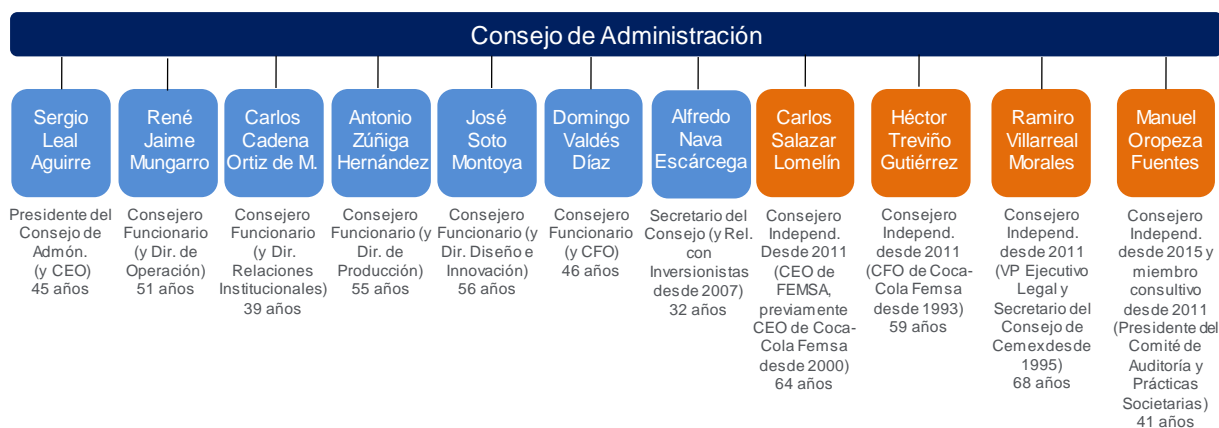 Consejo de Administración
Sergio
Leal
Aguirre
Presidente del
Consejo de
Admón.
(y CEO)
45 años
René
Jaime
Mungarro
Consejero
Funcionario
(y Dir. de
Operación)
51 años
Carlos
Cadena
Ortiz de M.
Consejero
Funcionario
(y Dir.
Relaciones
Institucionales)
39 años
Antonio
Zúñiga
Hernández
Consejero
Funcionario (y
Dir. de
Producción)
55 años
José
Soto
Montoya
Consejero
Funcionario (y
Dir. Diseño e
Innovación)
56 años
Domingo
Valdés
Díaz
Consejero
Funcionario
(y CFO)
46 años
Alfredo
Nava
Escárcega
Secretario del
Consejo (y Rel.
con
Inversionistas
desde 2007)
32 años
Carlos
Salazar
Lomelín
Consejero
Independ.
Desde 2011
(CEO de
FEMSA,
previamente
CEO de Coca-
Cola Femsa
desde 2000)
64 años
Héctor
Treviño
Gutiérrez
Consejero
Independ.
desde 2011
(CFO de Coca-
Cola Femsa
desde 1993)
59 años
Ramiro
Villarreal
Morales
Consejero
Independ.
desde 2011
(VP Ejecutivo
Legal y
Secretario del
Consejo de
Cemex desde
1995)
68 años
Manuel
Oropeza
Fuentes
Consejero
Independ.
desde 2015 y
miembro
consultivo
desde 2011
(Presidente del
Comité de
Auditoría y
Prácticas
Societarias)
41 años